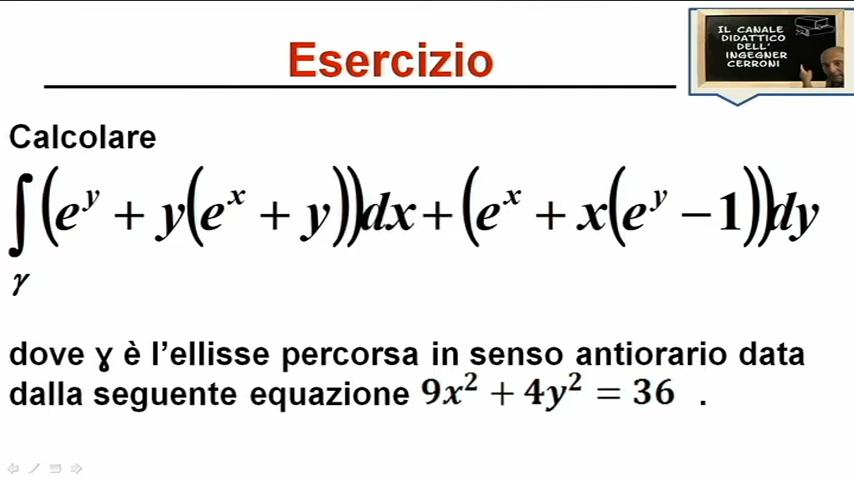 IL CANALE
DIDATTICO
DELL'
INGEGNER
CERRONI
Esercizio
Calcolare
∫γ (e^y + y(e^x + y))dx + (e^x + x(e^y − 1))dy
dove ɣ è l'ellisse percorsa in senso antiorario data
dalla seguente equazione 9x² + 4y² = 36 .